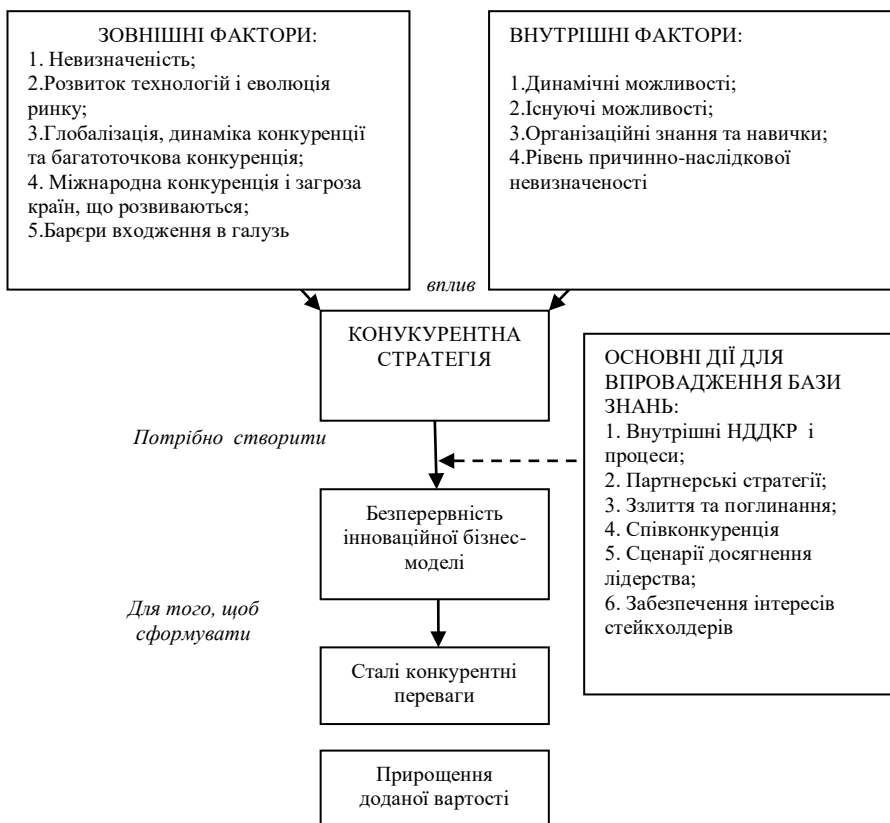 ЗОВНІШНІ ФАКТОРИ:
1. Невизначеність;
2.Розвиток технологій і еволюція
ринку;
3.Глобалізація, динаміка конкуренції
та багатоточкова конкуренція;
4. Міжнародна конкуренція і загроза
країн, що розвиваються;
5.Барєри входження в галузь
ВНУТРІШНІ ФАКТОРИ:
1.Динамічні можливості;
2.Існуючі можливості;
3.Організаційні знання та навички;
4.Рівень причинно-наслідкової
невизначеності
вплив
КОНУКУРЕНТНА
СТРАТЕГІЯ
ОСНОВНІ ДІЇ ДЛЯ
ВПРОВАДЖЕННЯ БАЗИ
ЗНАНЬ:
1. Внутрішні НДДКР і
процеси;
2. Партнерські стратегії;
3. Ззлиття та поглинання;
4. Співконкуренція
5. Сценарії досягнення
лідерства;
6. Забезпечення інтересів
стейкхолдерів
Потрібно створити
Безперервність
інноваційної бізнес-
моделі
Для того, щоб
сформувати
Сталі конкурентні
переваги
Прирощення
доданої вартості